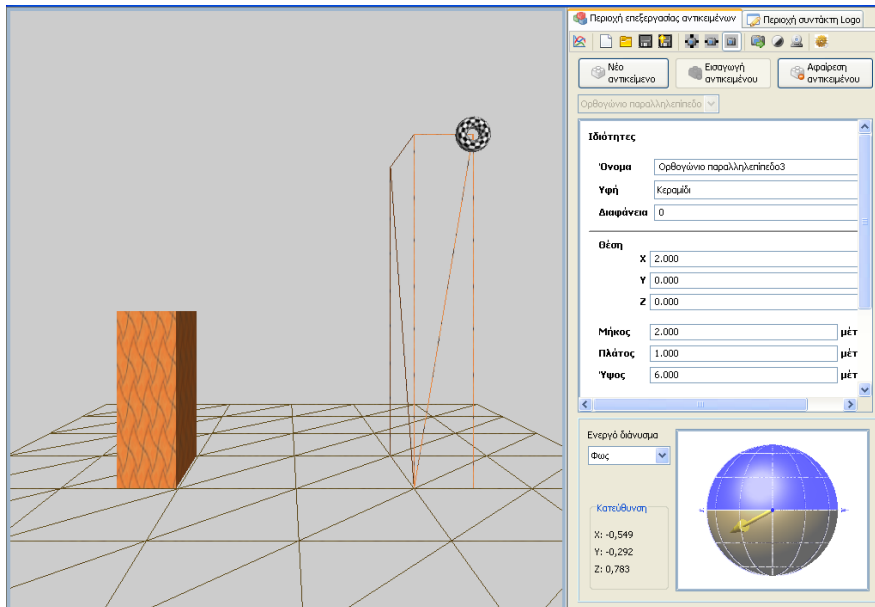 Περιοχή επεξεργασίας αντικειμένων
Περιοχή συντάκτη Logo
Νέο αντικείμενο
Εισαγωγή αντικειμένου
Αφαίρεση αντικειμένου
Ορθογώνιο παραλληλεπίπεδο
Ιδιότητες
Όνομα Ορθογώνιο παραλληλεπίπεδο3
Υφή Κεραμίδι
Διαφάνεια 0
Θέση
X 2.000
Y 0.000
Z 0.000
Μήκος 2.000 μέτ
Πλάτος 1.000 μέτ
Ύψος 6.000 μέτ
Ενεργό διάνυσμα
Φως
Κατεύθυνση
X: -0,549
Y: -0,292
Z: 0,783